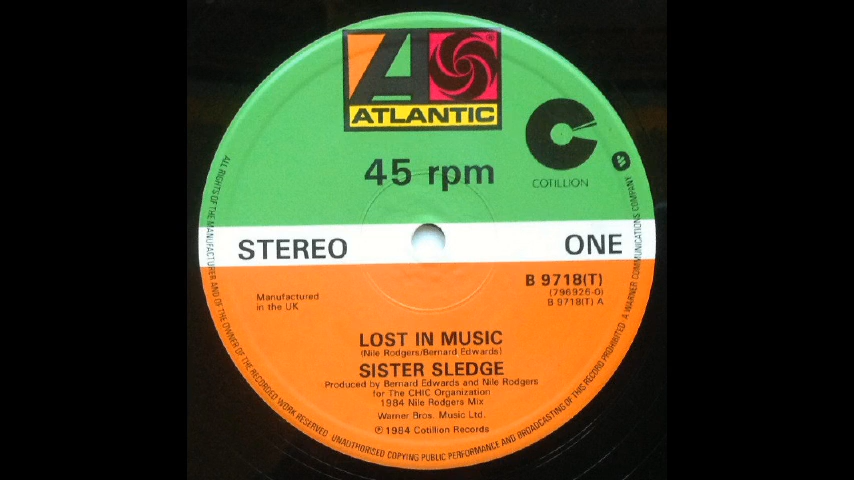 ATLANTIC
®
45 rpm
COTILLION
STEREO
ONE
B 9718(T)
(796926-0)
B 9718(T) A
Manufactured
in the UK
LOST IN MUSIC
(Nile Rodgers/Bernard Edwards)
SISTER SLEDGE
Produced by Bernard Edwards and Nile Rodgers
for The CHIC Organization
1984 Nile Rodgers Mix
Warner Bros. Music Ltd.
℗ 1984 Cotillion Records
ALL RIGHTS OF THE MANUFACTURER AND OF THE OWNER OF THE RECORDED WORK RESERVED · UNAUTHORISED COPYING PUBLIC PERFORMANCE AND BROADCASTING OF THIS RECORD PROHIBITED · A WARNER COMMUNICATIONS COMPANY